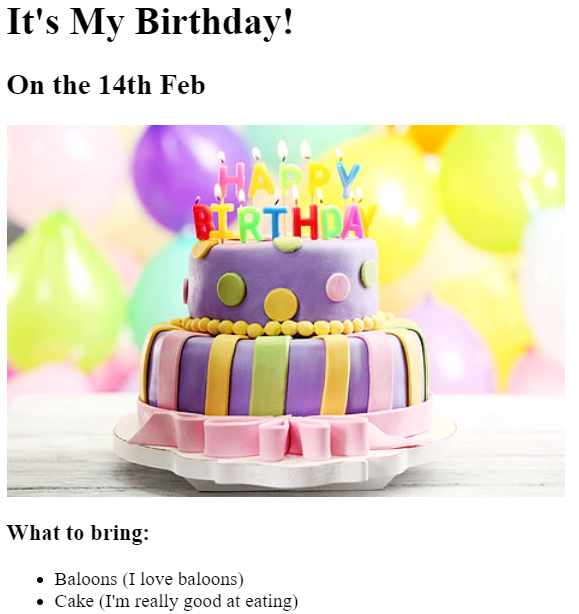 It's My Birthday!
On the 14th Feb
HAPPY
BIRTHDAY
What to bring:
Baloons (I love baloons)
Cake (I'm really good at eating)